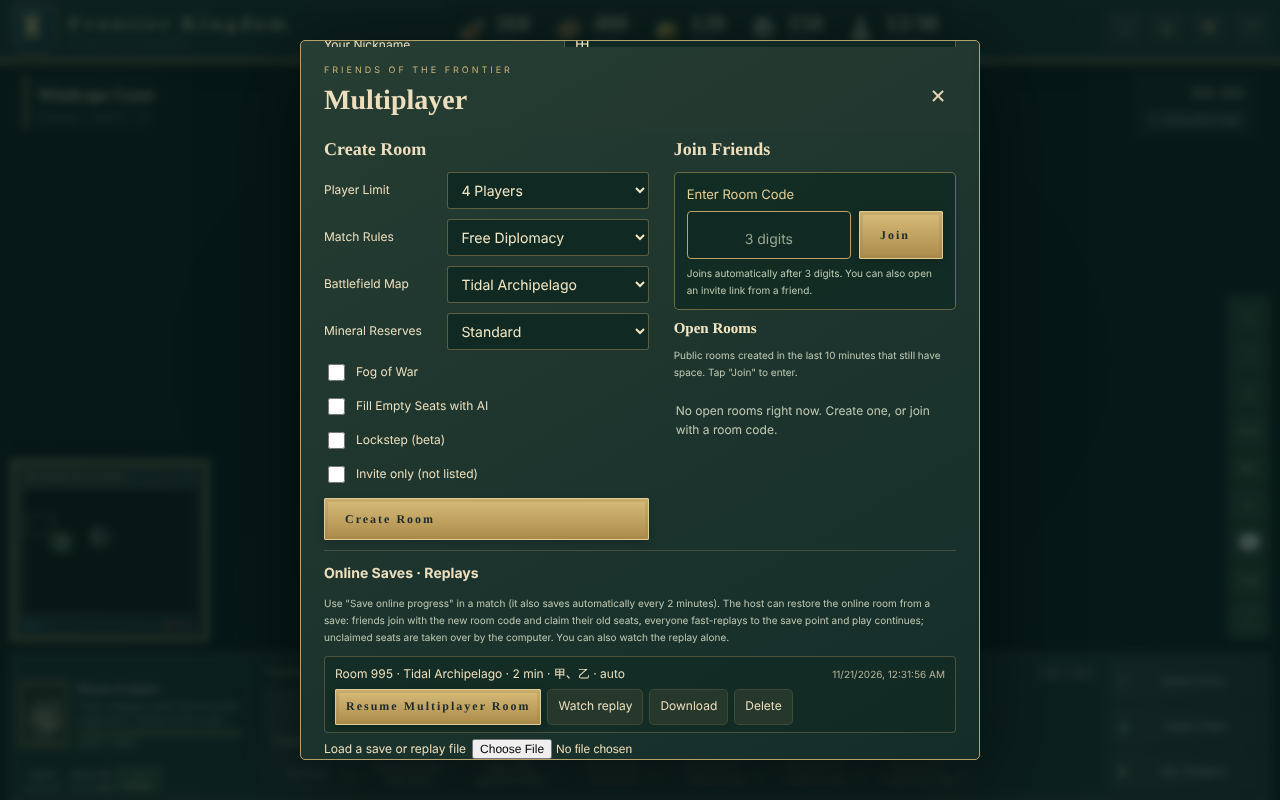 Frontier Kingdom
Your Nickname 甲
FRIENDS OF THE FRONTIER
Multiplayer
×
Create Room
Player Limit 4 Players
Match Rules Free Diplomacy
Battlefield Map Tidal Archipelago
Mineral Reserves Standard
Fog of War
Fill Empty Seats with AI
Lockstep (beta)
Invite only (not listed)
Create Room
Join Friends
Enter Room Code
3 digits Join
Joins automatically after 3 digits. You can also open
an invite link from a friend.
Open Rooms
Public rooms created in the last 10 minutes that still have
space. Tap "Join" to enter.
No open rooms right now. Create one, or join
with a room code.
Online Saves · Replays
Use "Save online progress" in a match (it also saves automatically every 2 minutes). The host can restore the online room from a
save: friends join with the new room code and claim their old seats, everyone fast-replays to the save point and play continues;
unclaimed seats are taken over by the computer. You can also watch the replay alone.
Room 995 · Tidal Archipelago · 2 min · 甲、乙 · auto 11/21/2026, 12:31:56 AM
Resume Multiplayer Room Watch replay Download Delete
Load a save or replay file Choose File No file chosen